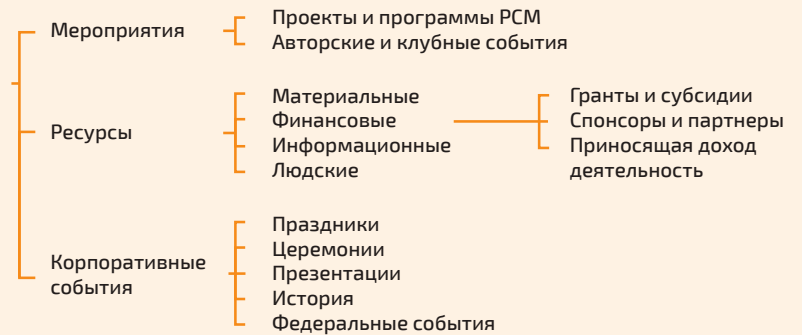 Мероприятия
Проекты и программы РСМ
Авторские и клубные события
Ресурсы
Материальные
Финансовые
Информационные
Людские
Гранты и субсидии
Спонсоры и партнеры
Приносящая доход
деятельность
Корпоративные
события
Праздники
Церемонии
Презентации
История
Федеральные события